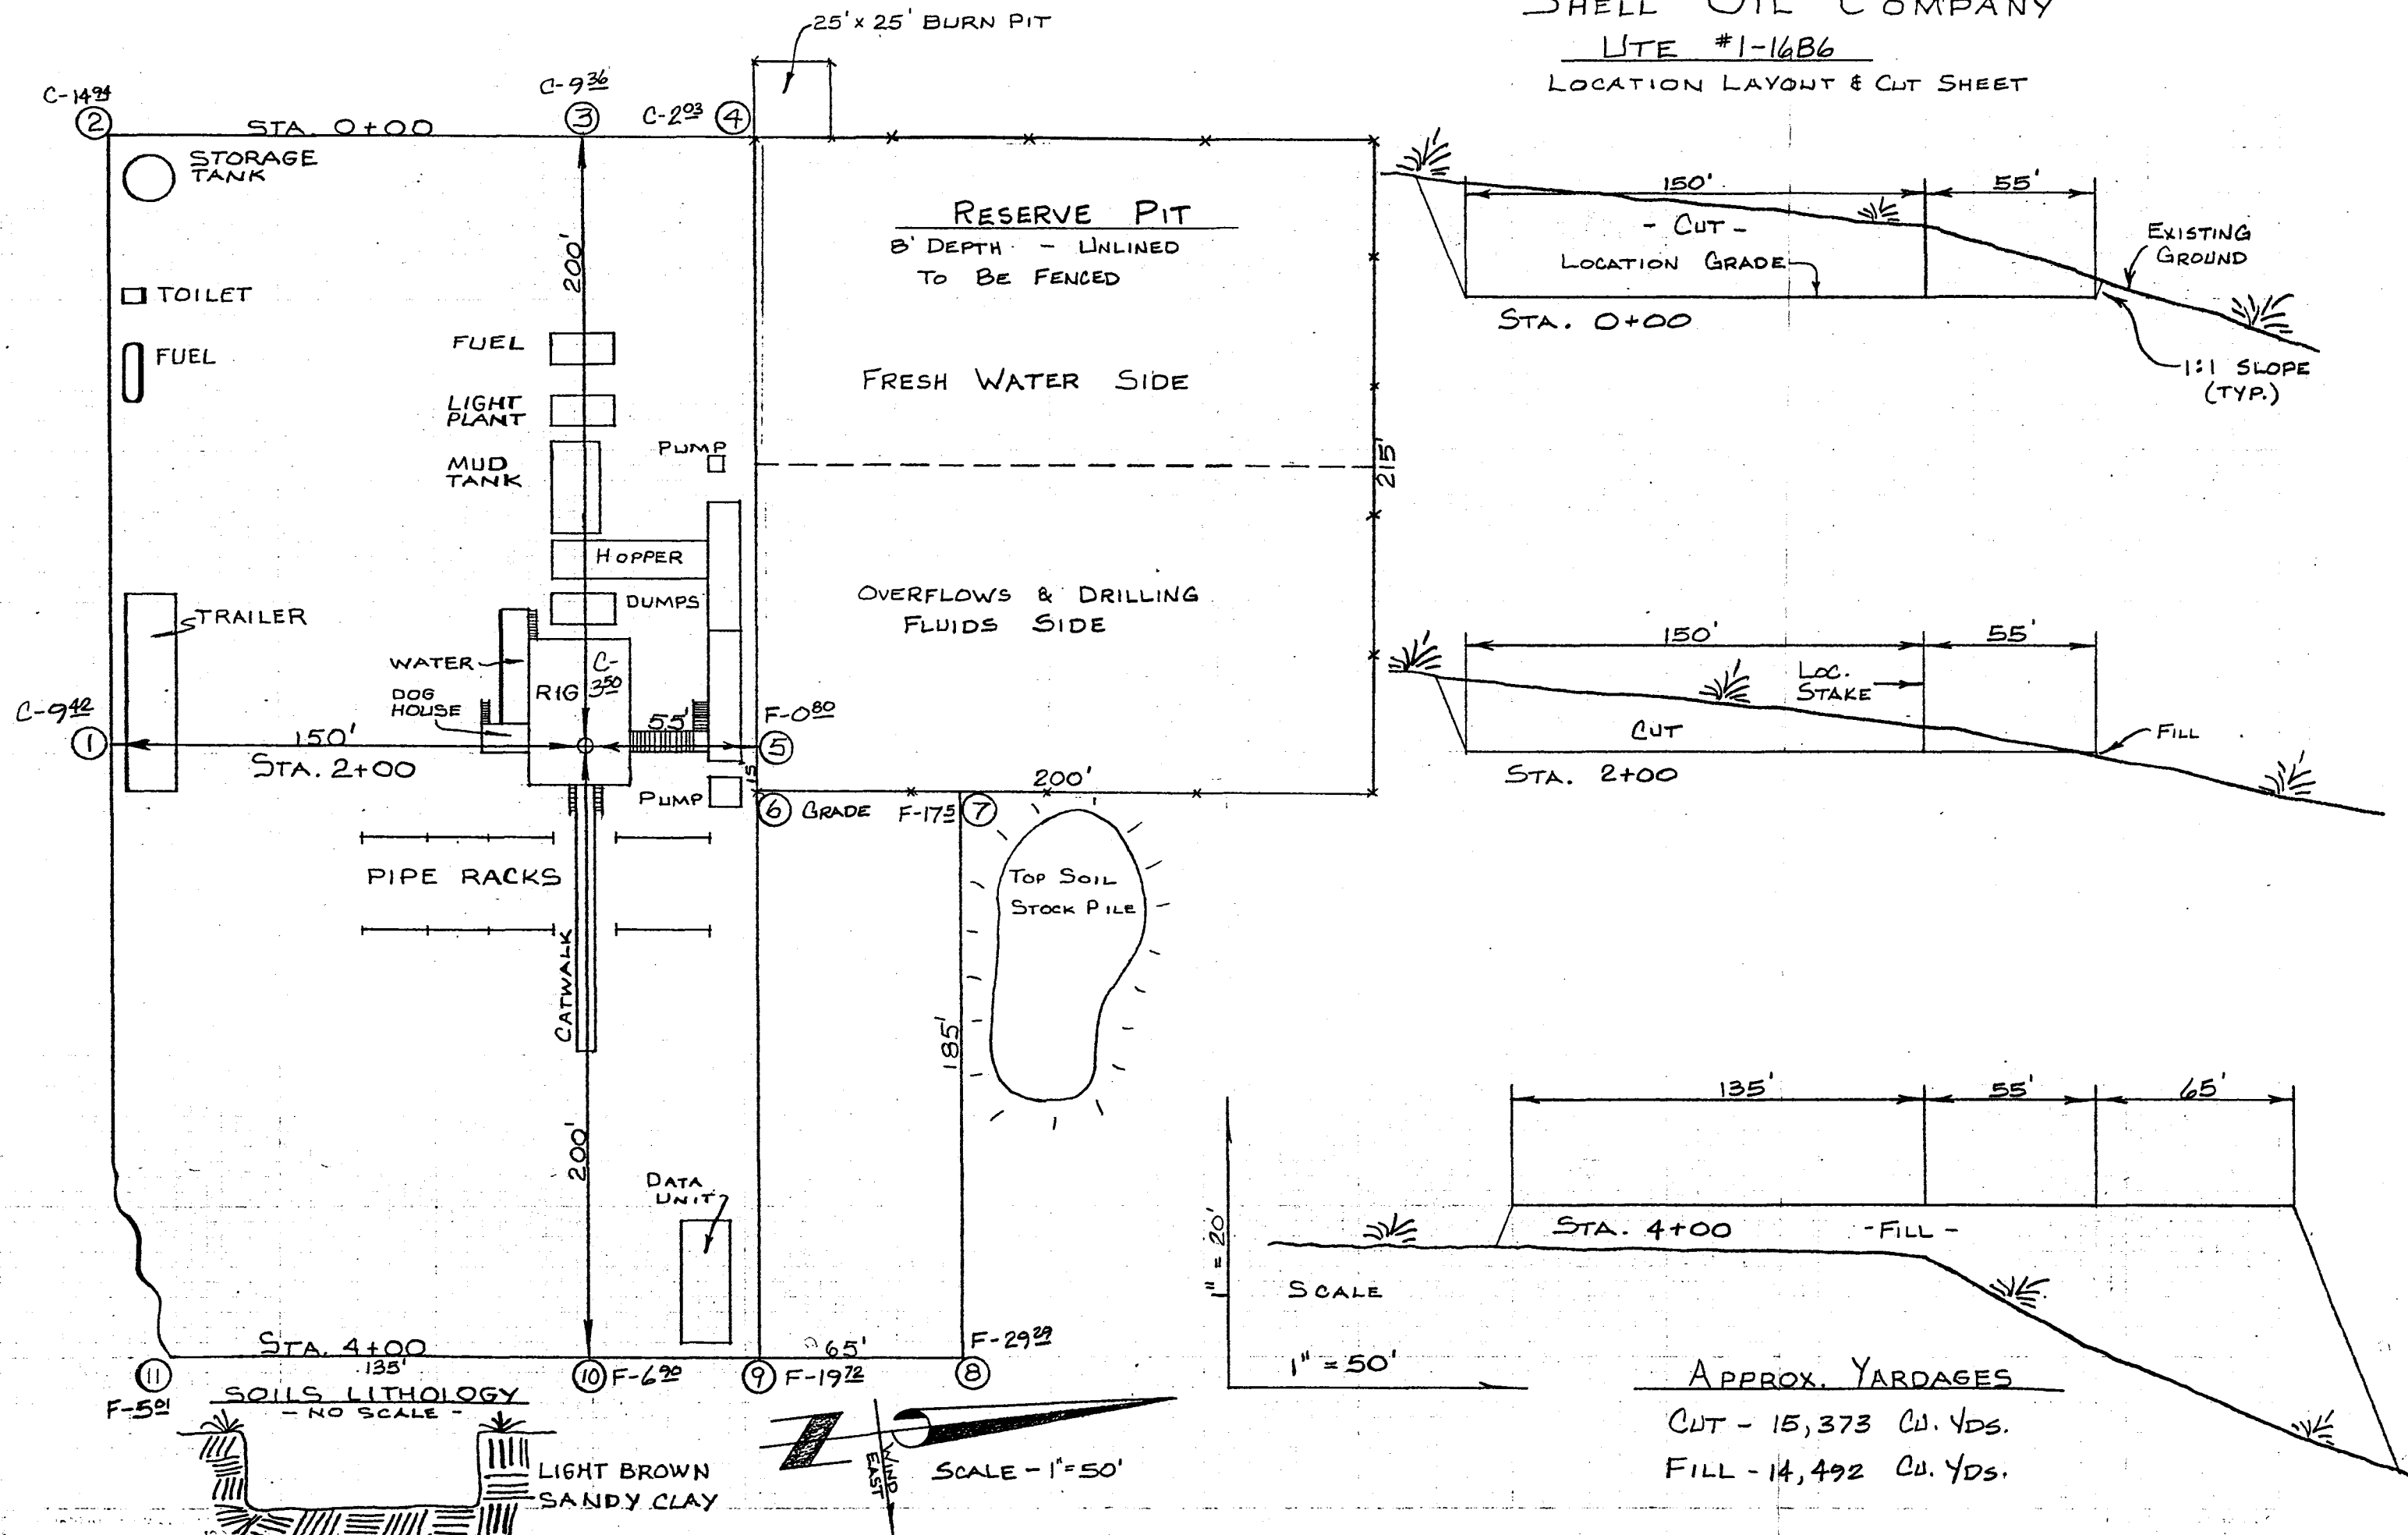 SHELL OIL COMPANY
UTE #1-16B6
LOCATION LAYOUT & CUT SHEET
25' x 25' BURN PIT
C-14 94
2
STA. 0+00
C-9 36
3
C-2 03
4
STORAGE
TANK
TOILET
FUEL
200'
FUEL
LIGHT
PLANT
MUD
TANK
PUMP
HOPPER
DUMPS
TRAILER
WATER
DOG
HOUSE
RIG
C-
3 50
55'
C-9 42
1
150'
STA. 2+00
F-0 80
5
15'
PUMP
6
GRADE
F-17 5
7
200'
RESERVE PIT
8' DEPTH - UNLINED
TO BE FENCED
FRESH WATER SIDE
215'
OVERFLOWS & DRILLING
FLUIDS SIDE
PIPE RACKS
CATWALK
TOP SOIL
STOCK PILE
185'
200'
DATA
UNIT
STA. 4+00
135'
65'
F-29 29
11
F-5 01
10
F-6 90
9
F-19 72
8
SOILS LITHOLOGY
- NO SCALE -
LIGHT BROWN
SANDY CLAY
WIND
EAST
SCALE - 1" = 50'
150'
55'
- CUT -
LOCATION GRADE
EXISTING
GROUND
STA. 0+00
1:1 SLOPE
(TYP.)
150'
55'
LOC.
STAKE
CUT
FILL
STA. 2+00
135'
55'
65'
STA. 4+00
- FILL -
1" = 20'
SCALE
1" = 50'
APPROX. YARDAGES
CUT - 15,373 CU. YDS.
FILL - 14,492 CU. YDS.